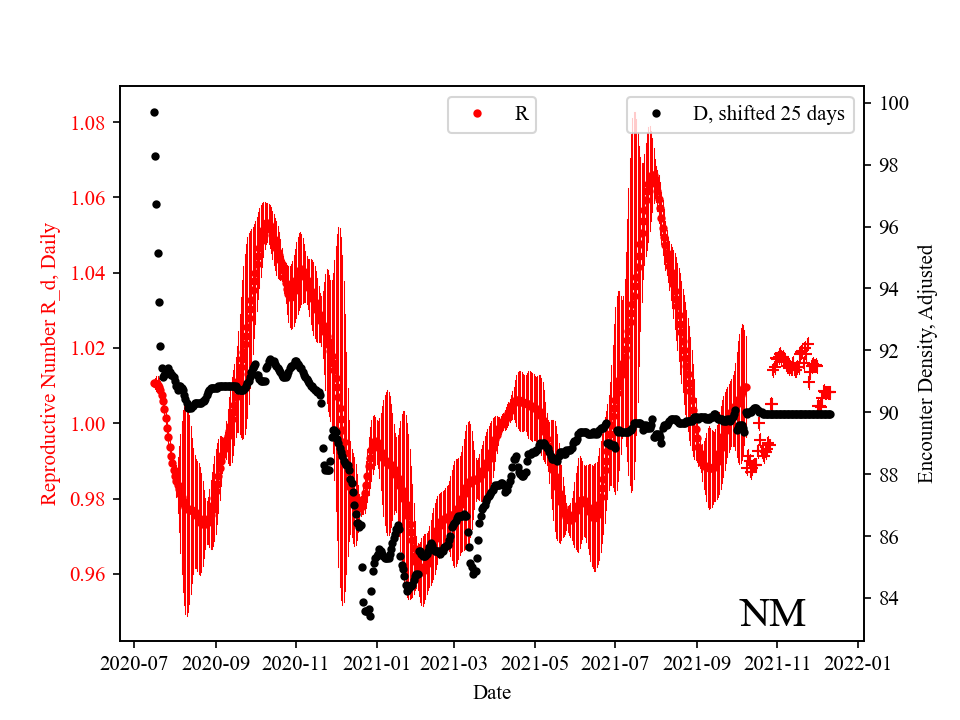 R
D, shifted 25 days
Reproductive Number R_d, Daily
1.08
1.06
1.04
1.02
1.00
0.98
0.96
100
98
96
94
92
90
88
86
84
Encounter Density, Adjusted
NM
2020-07 2020-09 2020-11 2021-01 2021-03 2021-05 2021-07 2021-09 2021-11 2022-01
Date